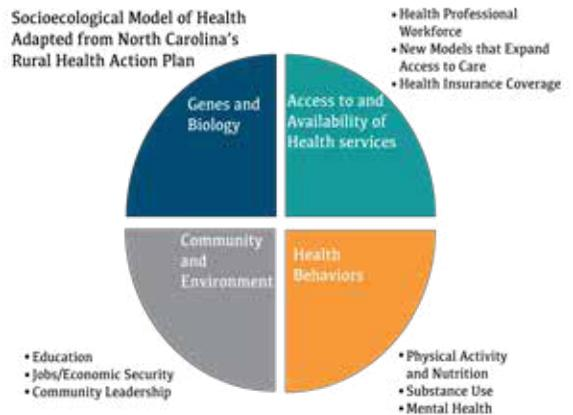 Socioecological Model of Health
Adapted from North Carolina's
Rural Health Action Plan
• Health Professional
Workforce
• New Models that Expand
Access to Care
• Health Insurance Coverage
Genes and
Biology
Access to and
Availability of
Health services
Community
and
Environment
Health
Behaviors
• Education
• Jobs/Economic Security
• Community Leadership
• Physical Activity
and Nutrition
• Substance Use
• Mental Health